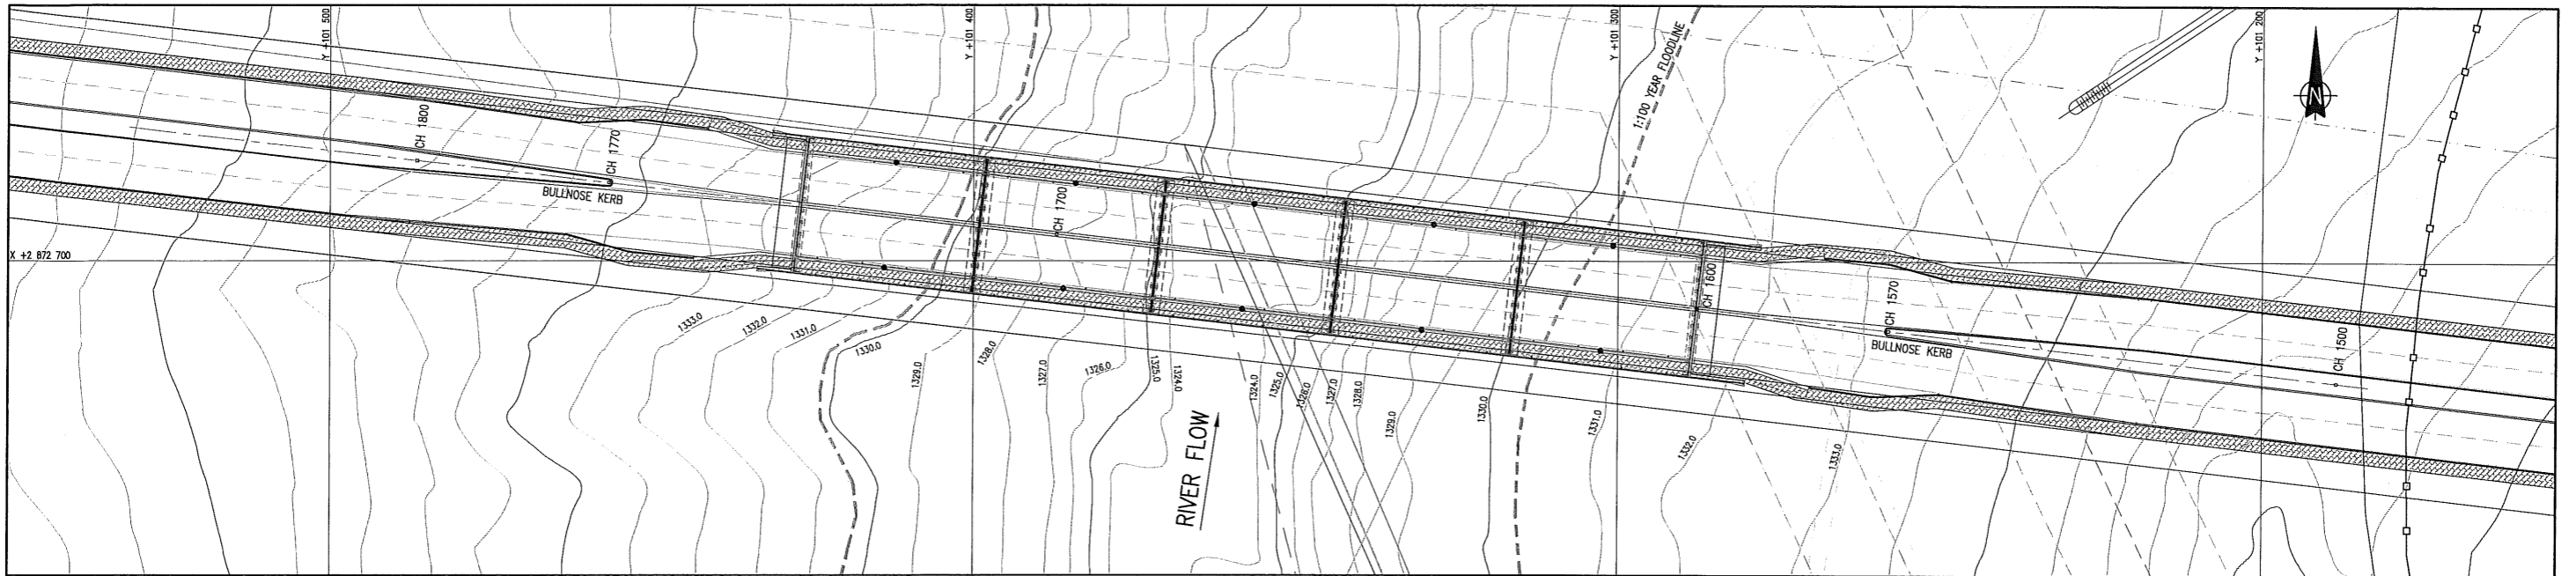 Y +101 500
Y +101 400
Y +101 300
Y +101 200
1:100 YEAR FLOODLINE
N
CH 1800
CH 1770
BULLNOSE KERB
CH 1700
X +2 872 700
CH 1600
CH 1570
BULLNOSE KERB
CH 1500
1333.0
1332.0
1331.0
1330.0
1329.0
1328.0
1327.0
1326.0
1325.0
1324.0
1324.0
1325.0
1326.0
1327.0
1328.0
1329.0
1330.0
1331.0
1332.0
1333.0
RIVER FLOW